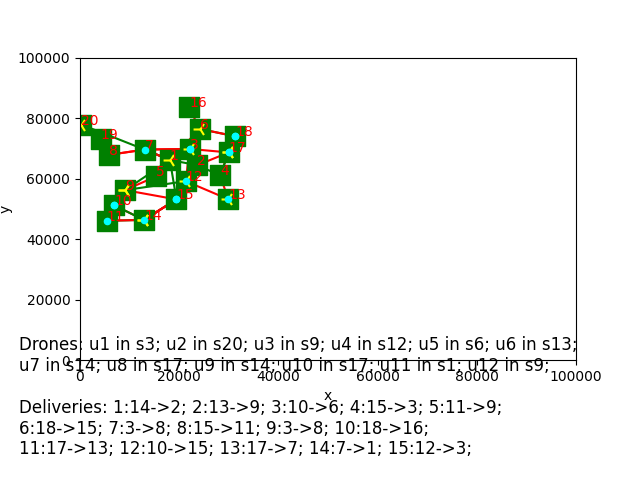 100000
80000
60000
40000
20000
0
y
16
18
19
14
13
Drones: u1 in s3; u2 in s20; u3 in s9; u4 in s12; u5 in s6; u6 in s13;
u7 in s14; u8 in s17; u9 in s14; u10 in s17; u11 in s1; u12 in s9;
0 20000 40000 60000 80000 100000
x
Deliveries: 1:14->2; 2:13->9; 3:10->6; 4:15->3; 5:11->9;
6:18->15; 7:3->8; 8:15->11; 9:3->8; 10:18->16;
11:17->13; 12:10->15; 13:17->7; 14:7->1; 15:12->3;